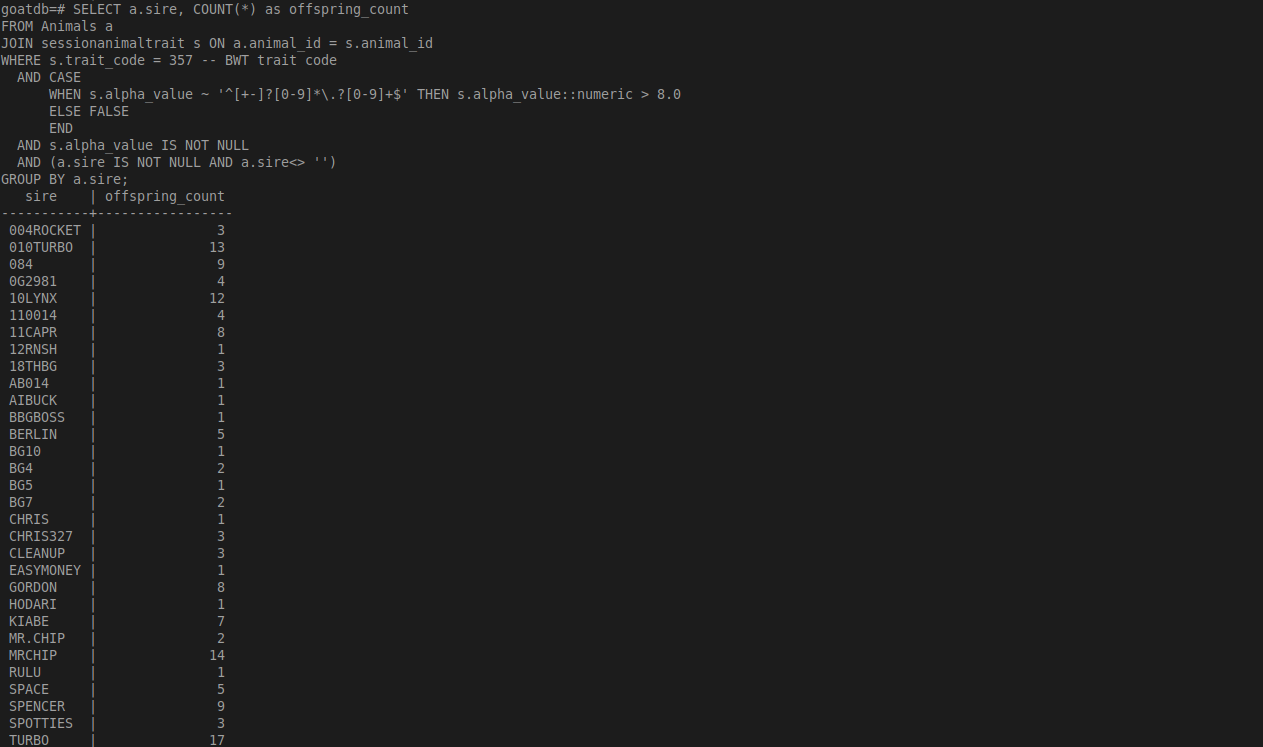 goatdb=# SELECT a.sire, COUNT(*) as offspring_count
FROM Animals a
JOIN sessionanimaltrait s ON a.animal_id = s.animal_id
WHERE s.trait_code = 357 -- BWT trait code
  AND CASE
      WHEN s.alpha_value ~ '^[+-]?[0-9]*\.?[0-9]+$' THEN s.alpha_value::numeric > 8.0
      ELSE FALSE
      END
  AND s.alpha_value IS NOT NULL
  AND (a.sire IS NOT NULL AND a.sire<> '')
GROUP BY a.sire;
   sire    | offspring_count
-----------+-----------------
 004ROCKET |               3
 010TURBO  |              13
 084       |               9
 0G2981    |               4
 10LYNX    |              12
 110014    |               4
 11CAPR    |               8
 12RNSH    |               1
 18THBG    |               3
 AB014     |               1
 AIBUCK    |               1
 BBGBOSS   |               1
 BERLIN    |               5
 BG10      |               1
 BG4       |               2
 BG5       |               1
 BG7       |               2
 CHRIS     |               1
 CHRIS327  |               3
 CLEANUP   |               3
 EASYMONEY |               1
 GORDON    |               8
 HODARI    |               1
 KIABE     |               7
 MR.CHIP   |               2
 MRCHIP    |              14
 RULU      |               1
 SPACE     |               5
 SPENCER   |               9
 SPOTTIES  |               3
 TURBO     |              17